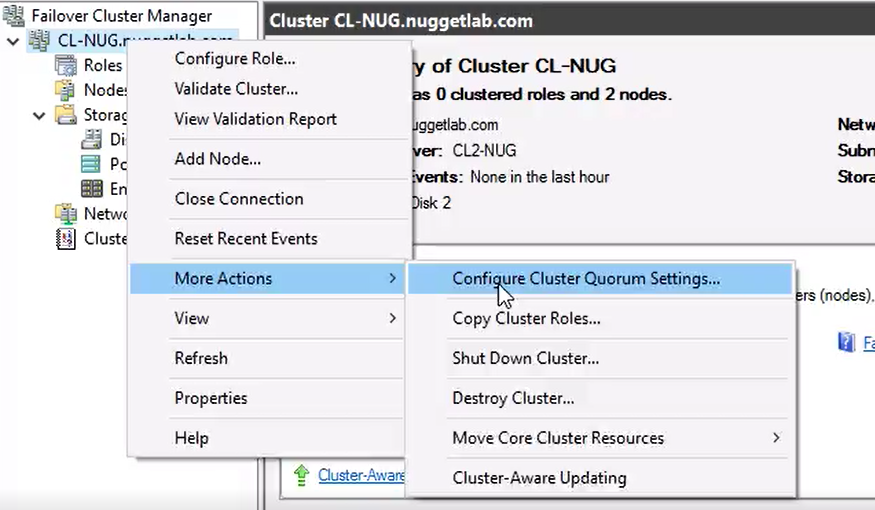 Failover Cluster Manager
CL-NUG.nuggetlab.com
Roles
Nodes
Storag
Di
Po
En
Netwo
Cluste
Configure Role...
Validate Cluster...
View Validation Report
Add Node...
Close Connection
Reset Recent Events
More Actions
View
Refresh
Properties
Help
Configure Cluster Quorum Settings...
Copy Cluster Roles...
Shut Down Cluster...
Destroy Cluster...
Move Core Cluster Resources
Cluster-Aware Updating
Cluster CL-NUG.nuggetlab.com
y of Cluster CL-NUG
as 0 clustered roles and 2 nodes.
uggetlab.com
Netw
ver: CL2-NUG
Subn
Events: None in the last hour
Stora
Disk 2
ers (nodes),
Fa
Cluster-Aware